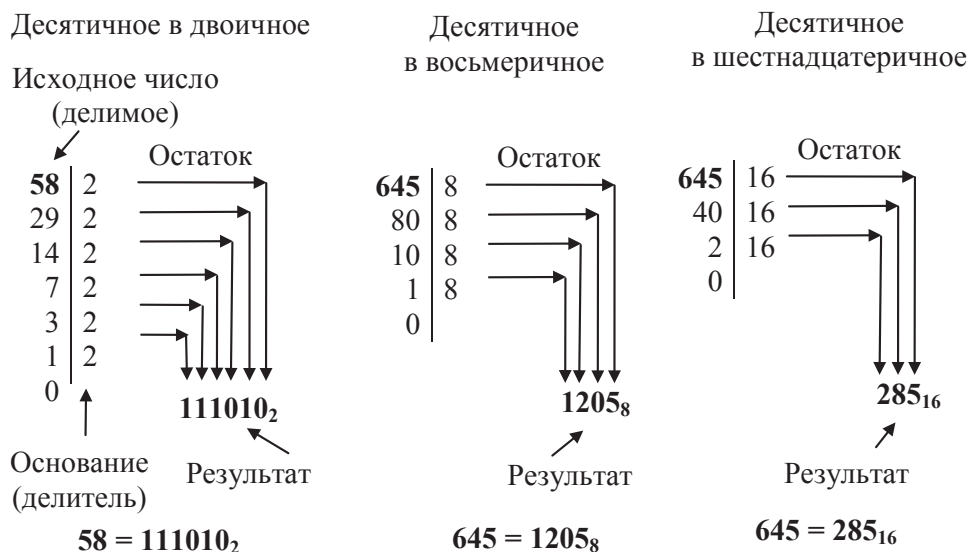 Десятичное в двоичное
Исходное число
(делимое)
Остаток
58 2
29 2
14 2
7 2
3 2
1 2
0
111010₂
Основание
(делитель)
Результат
58 = 111010₂
Десятичное
в восьмеричное
Остаток
645 8
80 8
10 8
1 8
0
1205₈
Результат
645 = 1205₈
Десятичное
в шестнадцатеричное
Остаток
645 16
40 16
2 16
0
285₁₆
Результат
645 = 285₁₆